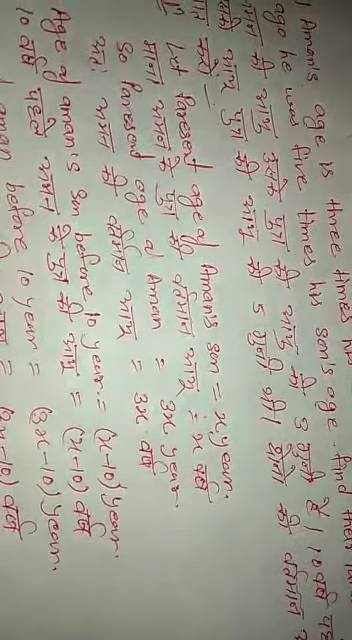 Aman's age is three times his
ago he was five times his son's age. Find their
अमन की आयु उसके पुत्र की आयु की 3 गुनी है। 10 वर्ष पहले
उसकी आयु पुत्र की आयु की 5 गुनी थी। दोनों की वर्तमान
Let Paresent age of Aman's son = x year.
माना अमन के पुत्र की वर्तमान आयु = x वर्ष
So Paresend age of Aman = 3x year.
अतः अमन की वर्तमान आयु = 3x वर्ष
Age of aman's son before 10 year = (x-10) year.
10 वर्ष पहले अमन के पुत्र की आयु = (x-10) वर्ष
aman before 10 year = (3x-10) year.
(3x-10) वर्ष